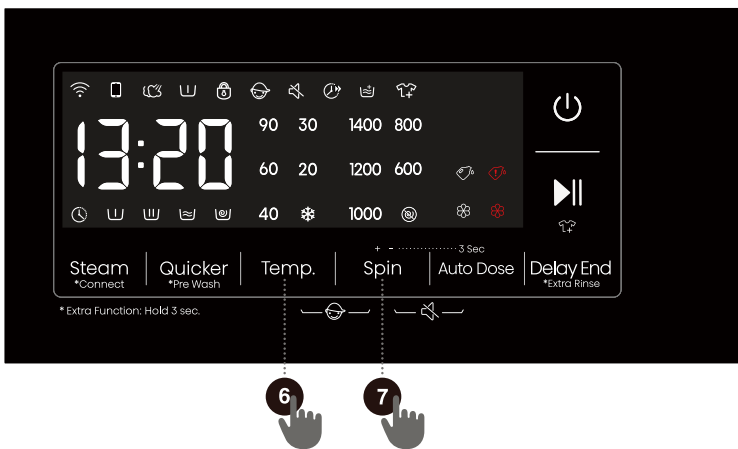 13:20
90 30 1400 800
60 20 1200 600
40 1000
+ - 3 Sec
Steam Quicker Temp. Spin Auto Dose Delay End
*Connect *Pre Wash *Extra Rinse
* Extra Function: Hold 3 sec.
6 7